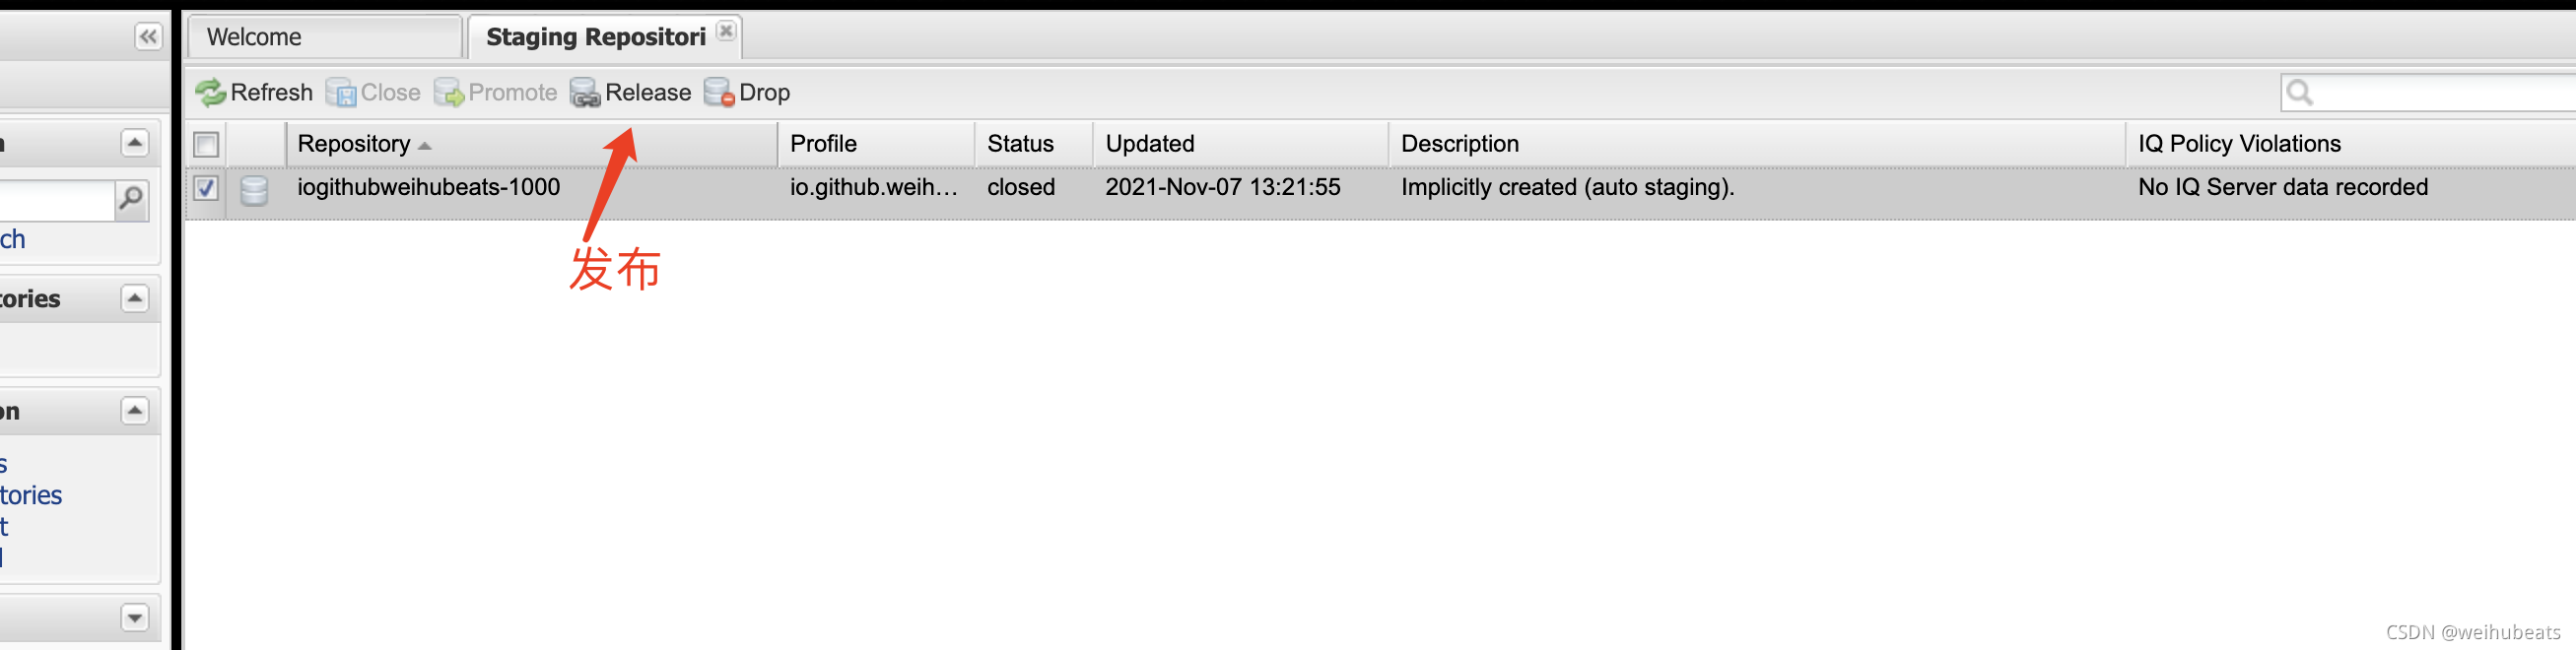 Welcome
Staging Repositori
Refresh Close Promote Release Drop
Repository Profile Status Updated Description IQ Policy Violations
iogithubweihubeats-1000 io.github.weih... closed 2021-Nov-07 13:21:55 Implicitly created (auto staging). No IQ Server data recorded
发布
ch
tories
on
s
tories
t
CSDN @weihubeats